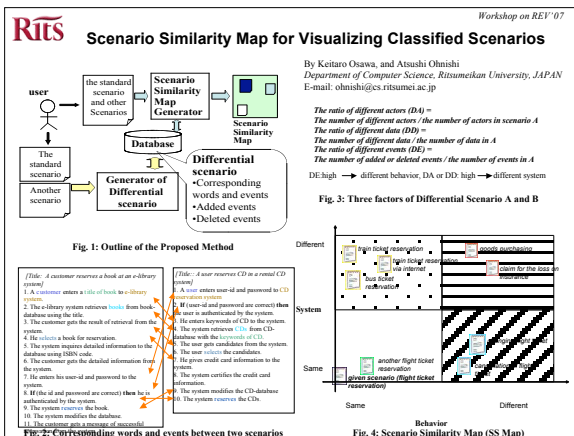 Workshop on REV'07
Rits
Scenario Similarity Map for Visualizing Classified Scenarios
By Keitaro Osawa, and Atsushi Ohnishi
Department of Computer Science, Ritsumeikan University, JAPAN
E-mail: ohnishi@cs.ritsumei.ac.jp
user
the standard
scenario
and other
Scenarios
Scenario
Similarity
Map
Generator
Scenario
Similarity
Map
Database
The
standard
scenario
Another
scenario
Generator of
Differential
scenario
Differential
scenario
•Corresponding
words and events
•Added events
•Deleted events
Fig. 1: Outline of the Proposed Method
The ratio of different actors (DA) =
The number of different actors / the number of actors in scenario A
The ratio of different data (DD) =
The number of different data / the number of data in A
The ratio of different events (DE) =
The number of added or deleted events / the number of events in A
DE:high → different behavior, DA or DD: high → different system
Fig. 3: Three factors of Differential Scenario A and B
[Title: A customer reserves a book at an e-library
system]
1. A customer enters a title of book to e-library
system.
2. The e-library system retrieves books from book-
database using the title.
3. The customer gets the result of retrieval from the
system.
4. He selects a book for reservation.
5. The system inquires detailed information to the
database using ISBN code.
6. The customer gets the detailed information from
the system.
7. He enters his user-id and password to the
system.
8. If (the id and password are correct) then he is
authenticated by the system.
9. The system reserves the book.
10. The system modifies the database.
11. The customer gets a message of successful
[Title:: A user reserves CD in a rental CD
system]
1. A user enters user-id and password to CD
reservation system.
2. If (user-id and password are correct) then
the user is authenticated by the system.
3. He enters keywords of CD to the system.
4. The system retrieves CDs from CD-
database with the keywords of CD.
5. The user gets candidates from the system.
6. The user selects the candidates.
7. He gives credit card information to the
system.
8. The system certifies the credit card
information.
9. The system modifies the CD-database
10. The system reserves the CDs.
Fig. 2: Corresponding words and events between two scenarios
Different
System
Same
train ticket reservation
train ticket reservation
via internet
bus ticket
reservation
goods purchasing
claim for the loss on
insurance
another flight ticket
reservation
given scenario (flight ticket
reservation)
Same
Different
Behavior
Fig. 4: Scenario Similarity Map (SS Map)